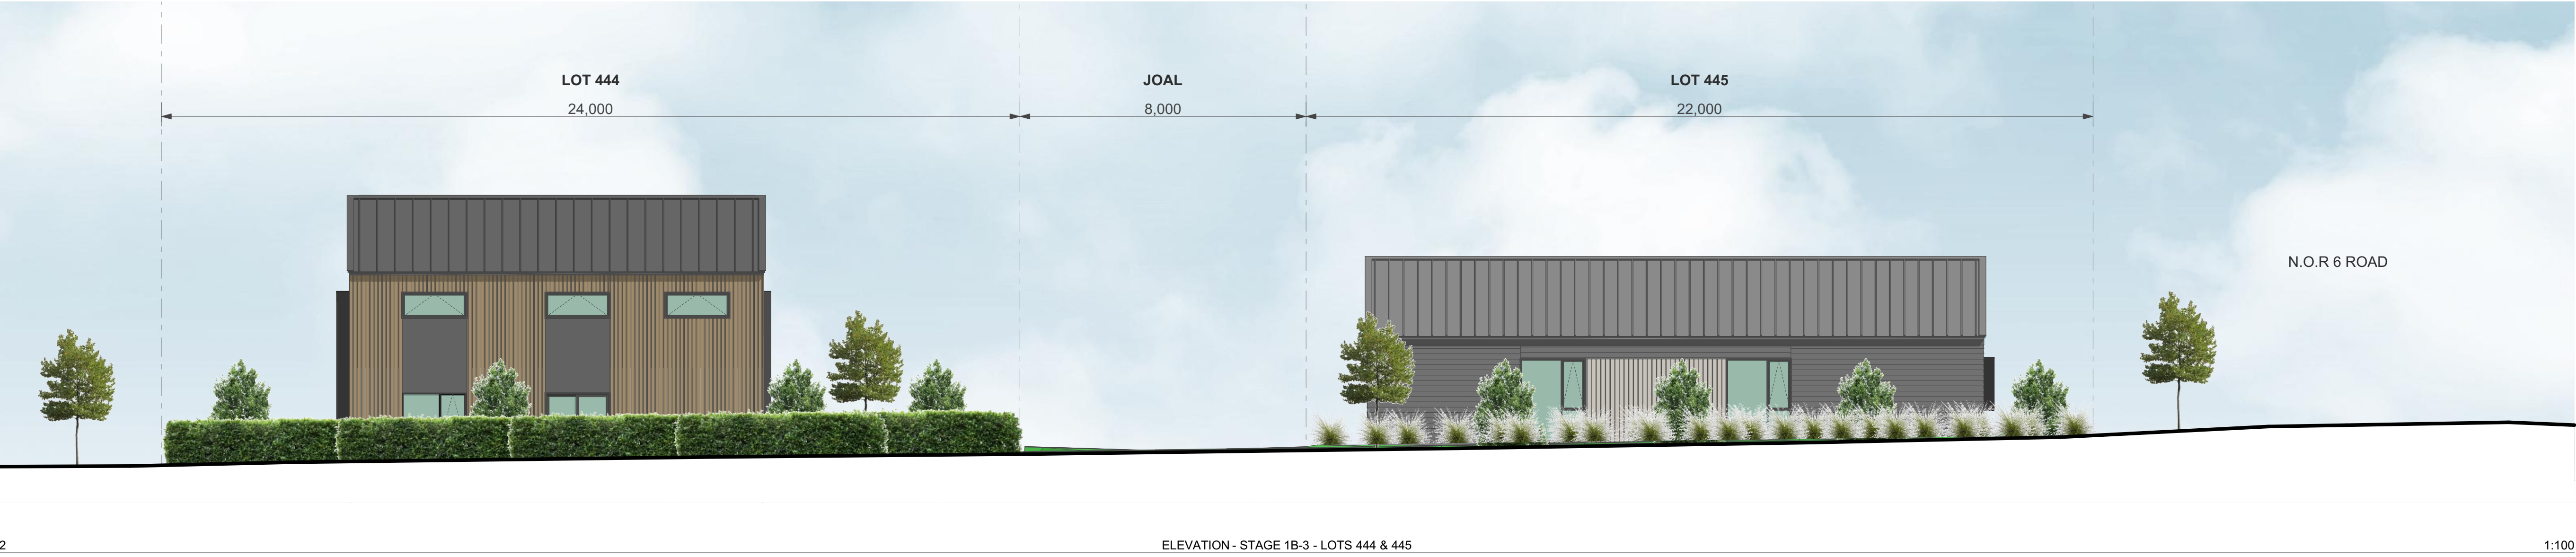 LOT 444
24,000
JOAL
8,000
LOT 445
22,000
N.O.R 6 ROAD
2
ELEVATION - STAGE 1B-3 - LOTS 444 & 445
1:100